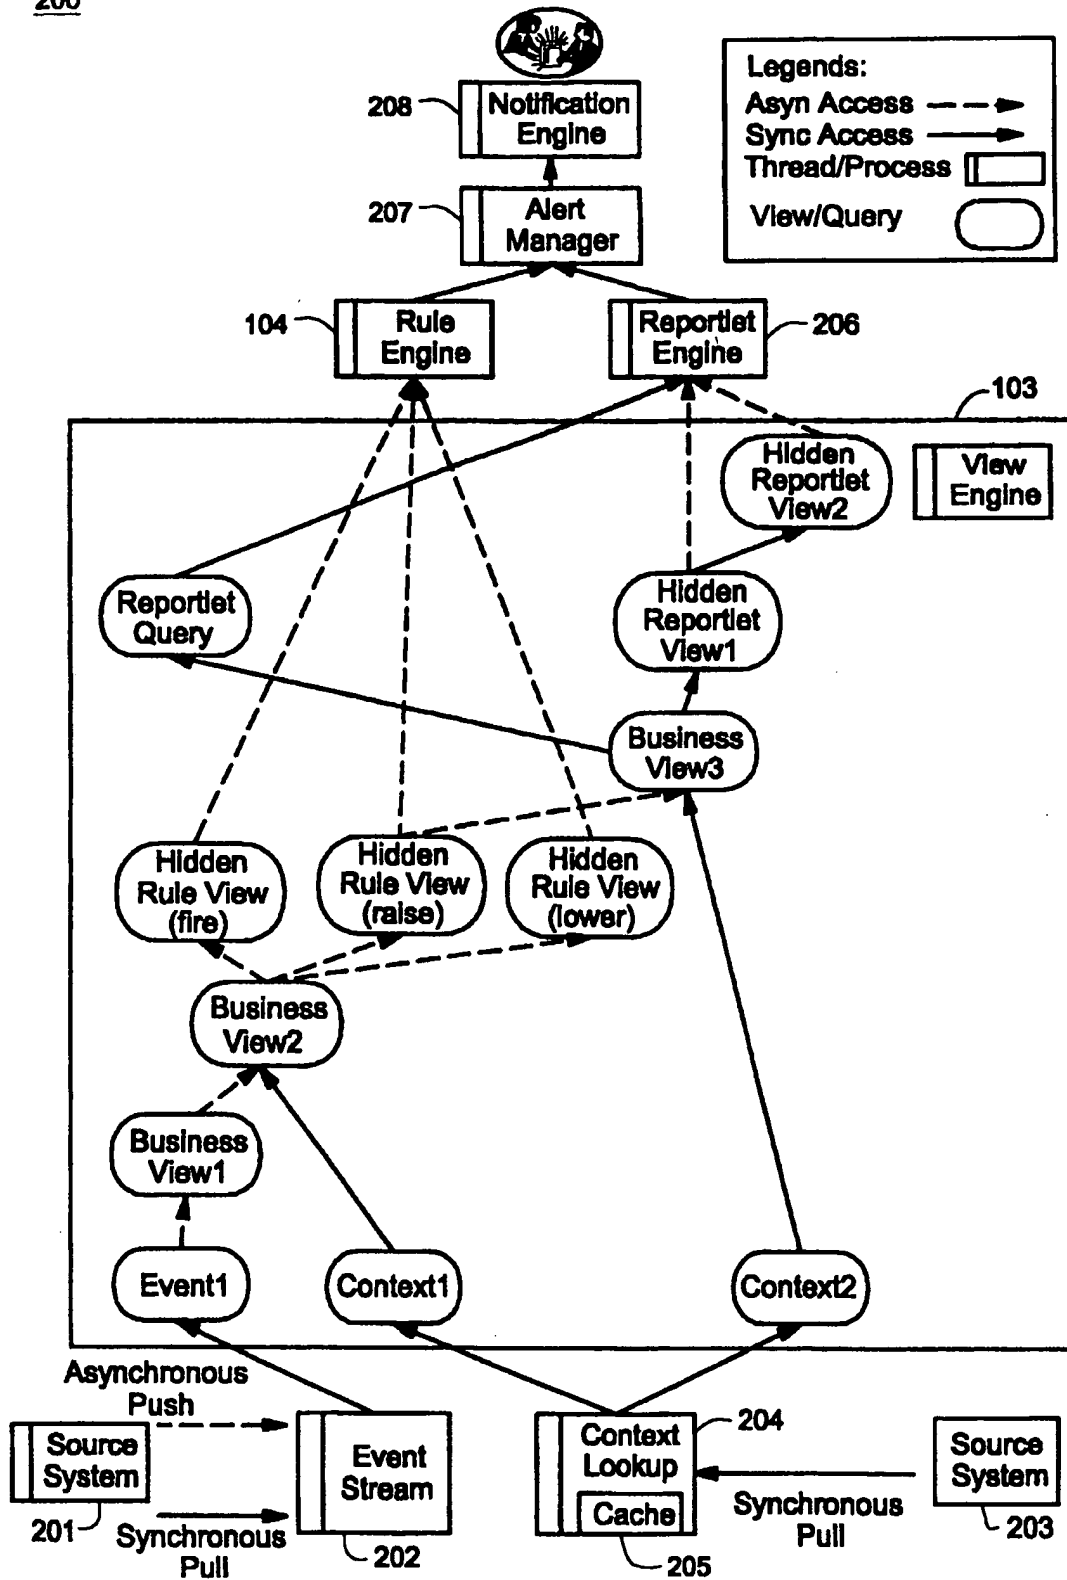 200
208
Notification
Engine
Legends:
Asyn Access
Sync Access
Thread/Process
View/Query
207
Alert
Manager
104
Rule
Engine
Reportlet
Engine
206
103
Hidden
Reportlet
View2
View
Engine
Reportlet
Query
Hidden
Reportlet
View1
Business
View3
Hidden
Rule View
(fire)
Hidden
Rule View
(raise)
Hidden
Rule View
(lower)
Business
View2
Business
View1
Event1
Context1
Context2
Asynchronous
Push
Source
System
201
Synchronous
Pull
Event
Stream
202
Context
Lookup
Cache
204
205
Synchronous
Pull
Source
System
203